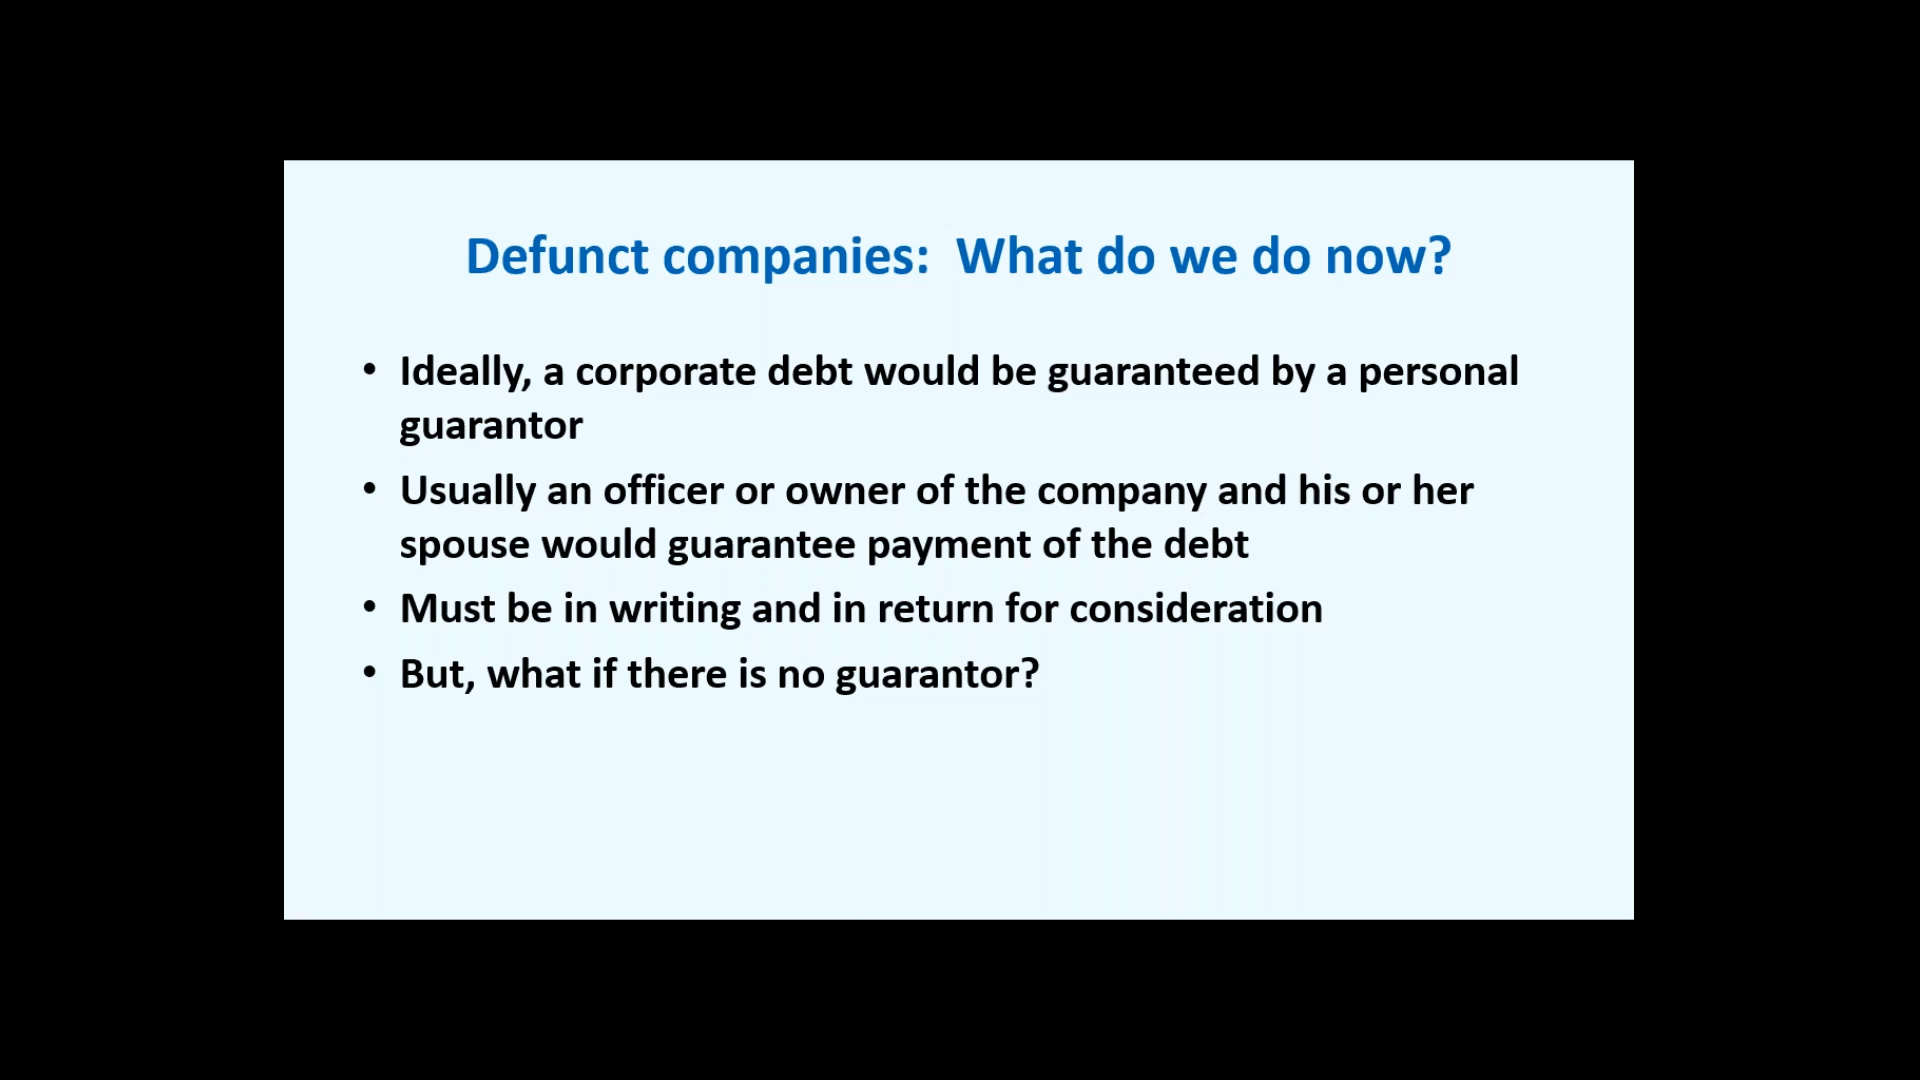 Defunct companies:  What do we do now?
• Ideally, a corporate debt would be guaranteed by a personal
guarantor
• Usually an officer or owner of the company and his or her
spouse would guarantee payment of the debt
• Must be in writing and in return for consideration
• But, what if there is no guarantor?